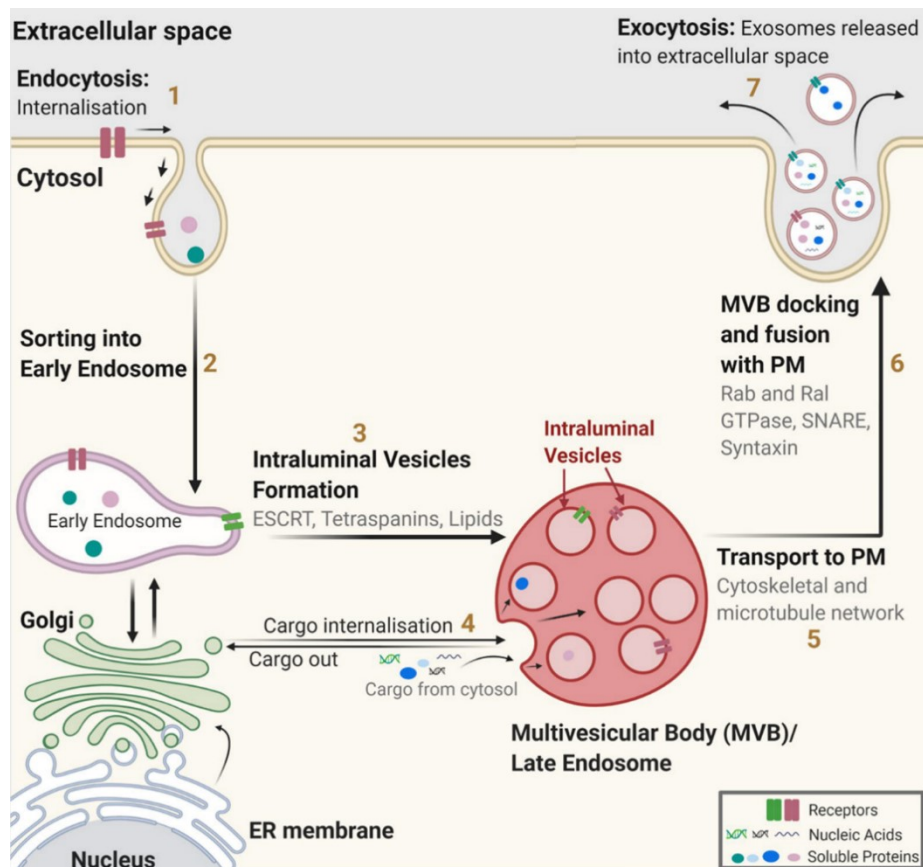 Extracellular space
Endocytosis:
Internalisation
1
Cytosol
Exocytosis: Exosomes released
into extracellular space
7
Sorting into
Early Endosome
2
MVB docking
and fusion
with PM
Rab and Ral
GTPase, SNARE,
Syntaxin
6
3
Intraluminal Vesicles
Formation
ESCRT, Tetraspanins, Lipids
Intraluminal
Vesicles
Early Endosome
Transport to PM
Cytoskeletal and
microtubule network
5
Golgi
Cargo internalisation
4
Cargo out
Cargo from cytosol
Multivesicular Body (MVB)/
Late Endosome
ER membrane
Nucleus
Receptors
Nucleic Acids
Soluble Proteins